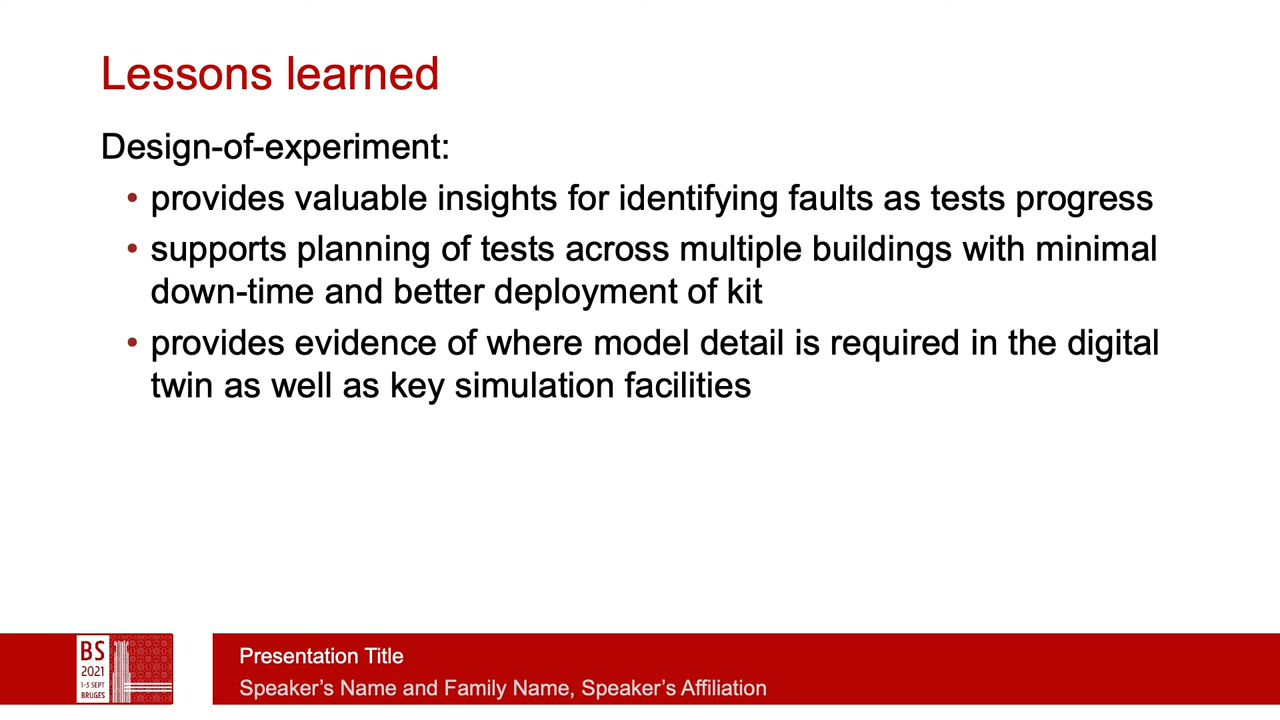 Lessons learned
Design-of-experiment:
• provides valuable insights for identifying faults as tests progress
• supports planning of tests across multiple buildings with minimal
down-time and better deployment of kit
• provides evidence of where model detail is required in the digital
twin as well as key simulation facilities
BS
2021
1-3 SEPT
BRUGES
Presentation Title
Speaker’s Name and Family Name, Speaker’s Affiliation